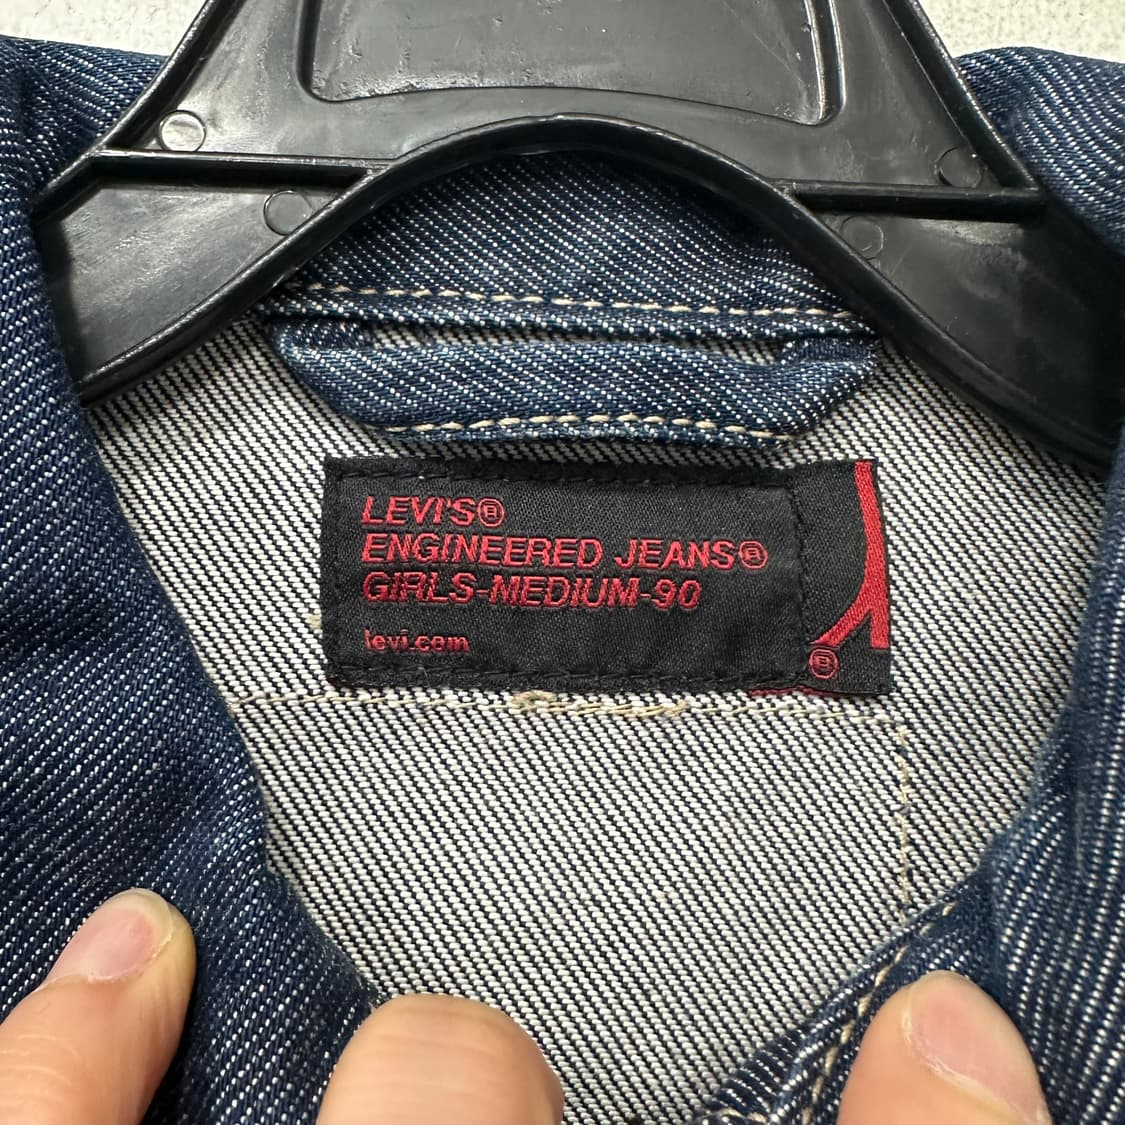 LEVI'S®
ENGINEERED JEANS®
GIRLS-MEDIUM-90
levi.com
®